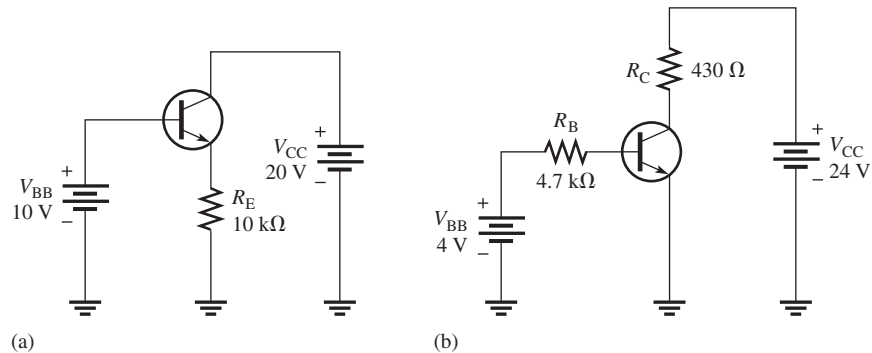 V_BB
10 V
+
−
R_E
10 kΩ
V_CC
20 V
+
−
(a)
V_BB
4 V
+
−
R_B
4.7 kΩ
R_C
430 Ω
V_CC
24 V
+
−
(b)